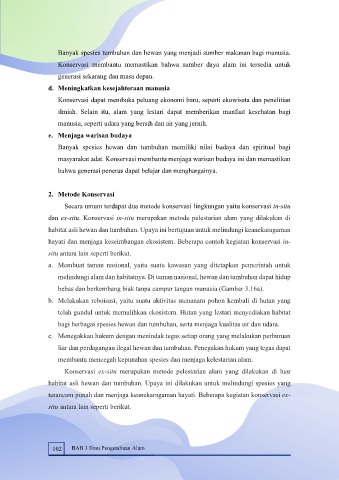 Banyak spesies tumbuhan dan hewan yang menjadi sumber makanan bagi manusia.
Konservasi membantu memastikan bahwa sumber daya alam ini tersedia untuk
generasi sekarang dan masa depan.
d. Meningkatkan kesejahteraan manusia
Konservasi dapat membuka peluang ekonomi baru, seperti ekowisata dan penelitian
ilmiah. Selain itu, alam yang lestari dapat memberikan manfaat kesehatan bagi
manusia, seperti udara yang bersih dan air yang jernih.
e. Menjaga warisan budaya
Banyak spesies hewan dan tumbuhan memiliki nilai budaya dan spiritual bagi
masyarakat adat. Konservasi membantu menjaga warisan budaya ini dan memastikan
bahwa generasi penerus dapat belajar dan menghargainya.
2. Metode Konservasi
Secara umum terdapat dua metode konservasi lingkungan yaitu konservasi in-situ
dan ex-situ. Konservasi in-situ merupakan metode pelestarian alam yang dilakukan di
habitat asli hewan dan tumbuhan. Upaya ini bertujuan untuk melindungi keanekaragaman
hayati dan menjaga keseimbangan ekosistem. Beberapa contoh kegiatan konservasi in-
situ antara lain seperti berikut.
a. Membuat taman nasional, yaitu suatu kawasan yang ditetapkan pemerintah untuk
melindungi alam dan habitatnya. Di taman nasional, hewan dan tumbuhan dapat hidup
bebas dan berkembang biak tanpa campur tangan manusia (Gambar 3.16a).
b. Melakukan reboisasi, yaitu suatu aktivitas menanam pohon kembali di hutan yang
telah gundul untuk memulihkan ekosistem. Hutan yang lestari menyediakan habitat
bagi berbagai spesies hewan dan tumbuhan, serta menjaga kualitas air dan udara.
c. Menegakkan hukum dengan menindak tegas setiap orang yang melakukan perburuan
liar dan perdagangan ilegal hewan dan tumbuhan. Penegakan hukum yang tegas dapat
membantu mencegah kepunahan spesies dan menjaga kelestarian alam.
Konservasi ex-situ merupakan metode pelestarian alam yang dilakukan di luar
habitat asli hewan dan tumbuhan. Upaya ini dilakukan untuk melindungi spesies yang
terancam punah dan menjaga keanekaragaman hayati. Beberapa kegiatan konservasi ex-
situ antara lain seperti berikut.
102 BAB 3 Ilmu Pengetahuan Alam